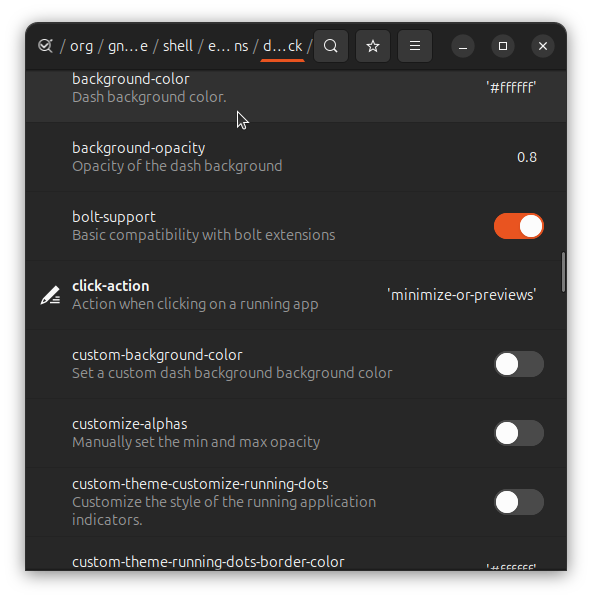 / org / gn…e / shell / e…ns / d…ck /
background-color
Dash background color.
'#ffffff'
background-opacity
Opacity of the dash background
0.8
bolt-support
Basic compatibility with bolt extensions
click-action
Action when clicking on a running app
'minimize-or-previews'
custom-background-color
Set a custom dash background background color
customize-alphas
Manually set the min and max opacity
custom-theme-customize-running-dots
Customize the style of the running application
indicators.
custom-theme-running-dots-border-color
'#ffffff'